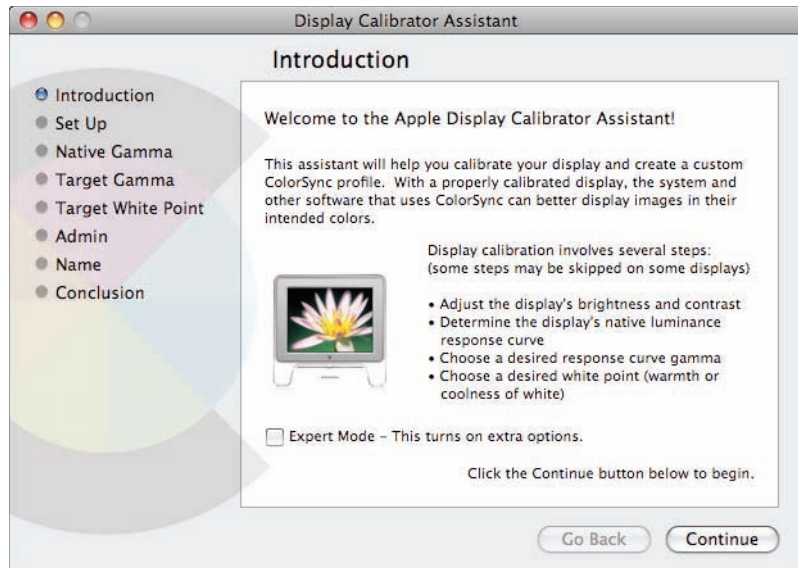 Display Calibrator Assistant
Introduction
Introduction
Set Up
Native Gamma
Target Gamma
Target White Point
Admin
Name
Conclusion
Welcome to the Apple Display Calibrator Assistant!
This assistant will help you calibrate your display and create a custom
ColorSync profile.  With a properly calibrated display, the system and
other software that uses ColorSync can better display images in their
intended colors.
Display calibration involves several steps:
(some steps may be skipped on some displays)
• Adjust the display's brightness and contrast
• Determine the display's native luminance
response curve
• Choose a desired response curve gamma
• Choose a desired white point (warmth or
coolness of white)
Expert Mode – This turns on extra options.
Click the Continue button below to begin.
Go Back
Continue